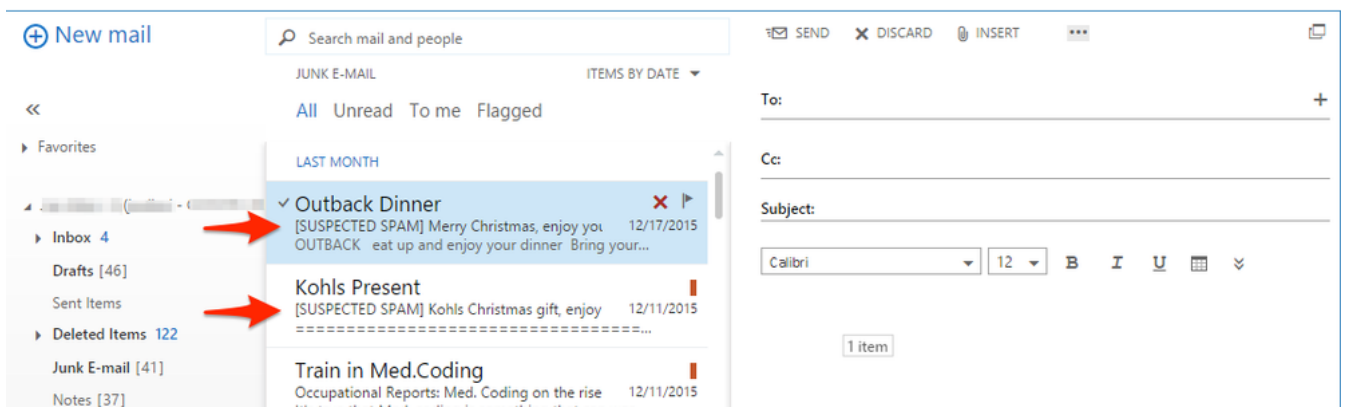 New mail
«
Favorites
Inbox 4
Drafts [46]
Sent Items
Deleted Items 122
Junk E-mail [41]
Notes [37]
Search mail and people
JUNK E-MAIL ITEMS BY DATE
All Unread To me Flagged
LAST MONTH
Outback Dinner
[SUSPECTED SPAM] Merry Christmas, enjoy you 12/17/2015
OUTBACK eat up and enjoy your dinner Bring your...
Kohls Present
[SUSPECTED SPAM] Kohls Christmas gift, enjoy 12/11/2015
==================================...
Train in Med.Coding
Occupational Reports: Med. Coding on the rise 12/11/2015
SEND DISCARD INSERT ...
To: +
Cc:
Subject:
Calibri 12 B I U
1 item